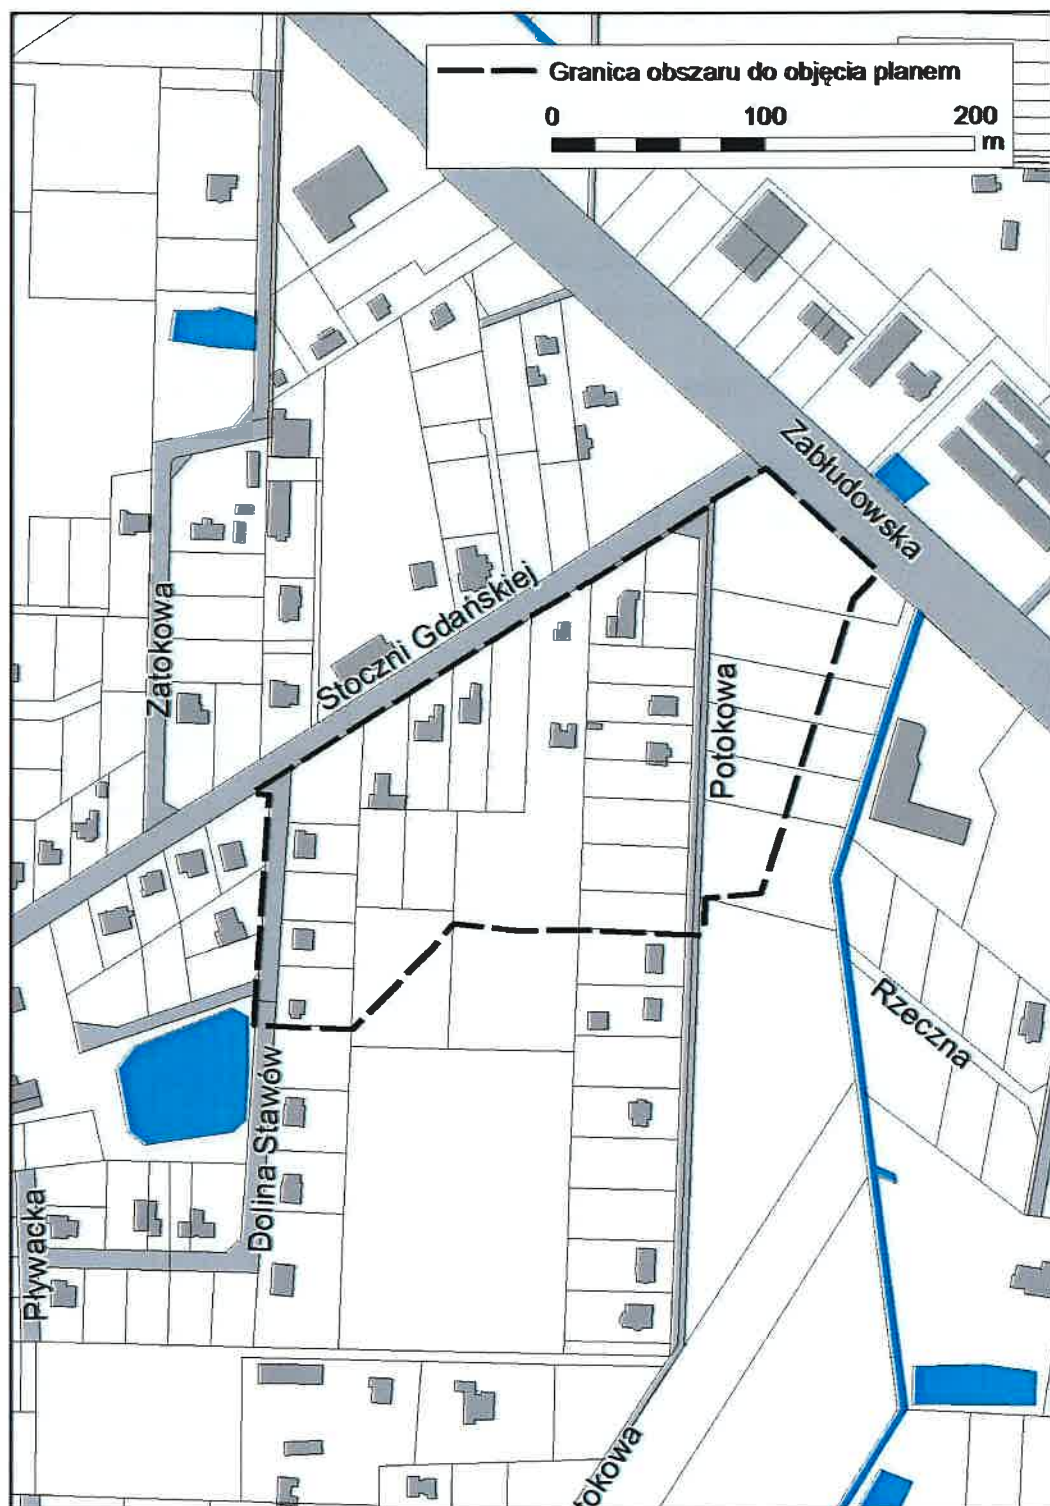 Granica obszaru do objęcia planem
0 100 200
m
Zabłudowska
Stoczni Gdańskiej
Zatokowa
Potokowa
Rzeczna
Dolina Stawów
Pływacka
tokowa